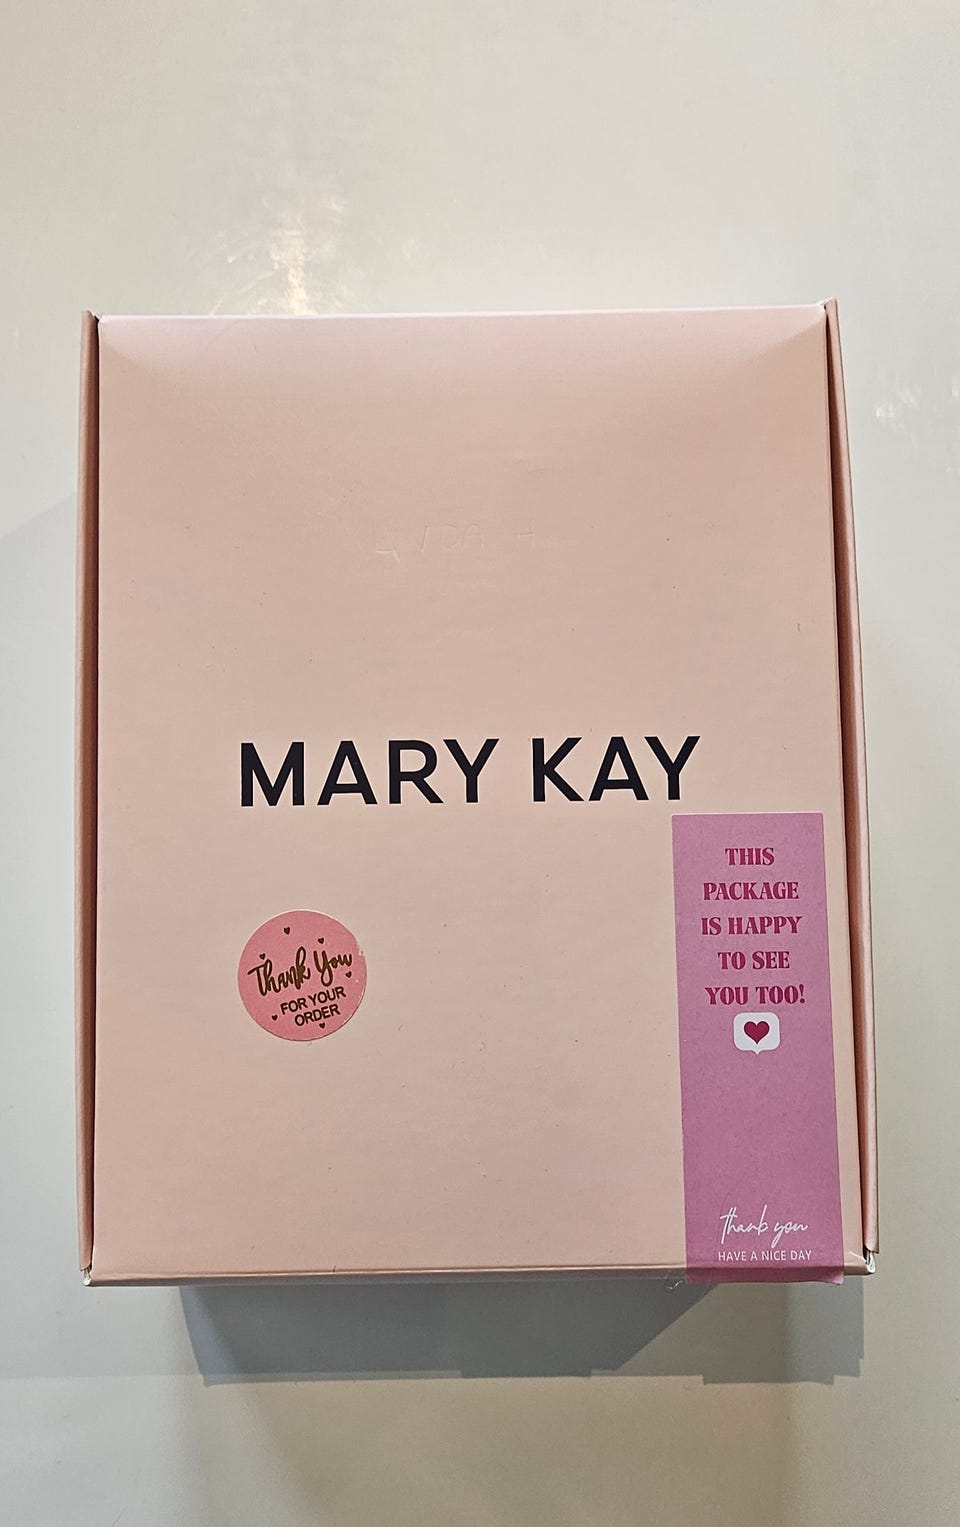 MARY KAY
Thank You
FOR YOUR
ORDER
THIS
PACKAGE
IS HAPPY
TO SEE
YOU TOO!
thank you
HAVE A NICE DAY